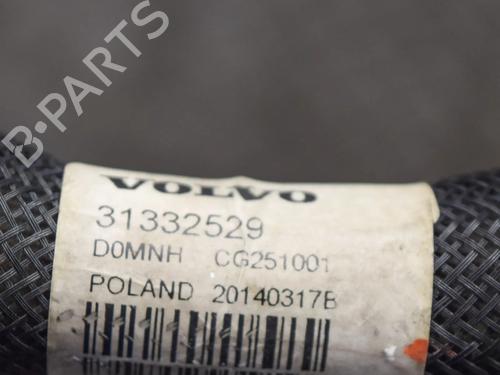 B-PARTS
VOLVO
31332529
D0MNH CG251001
POLAND 20140317B